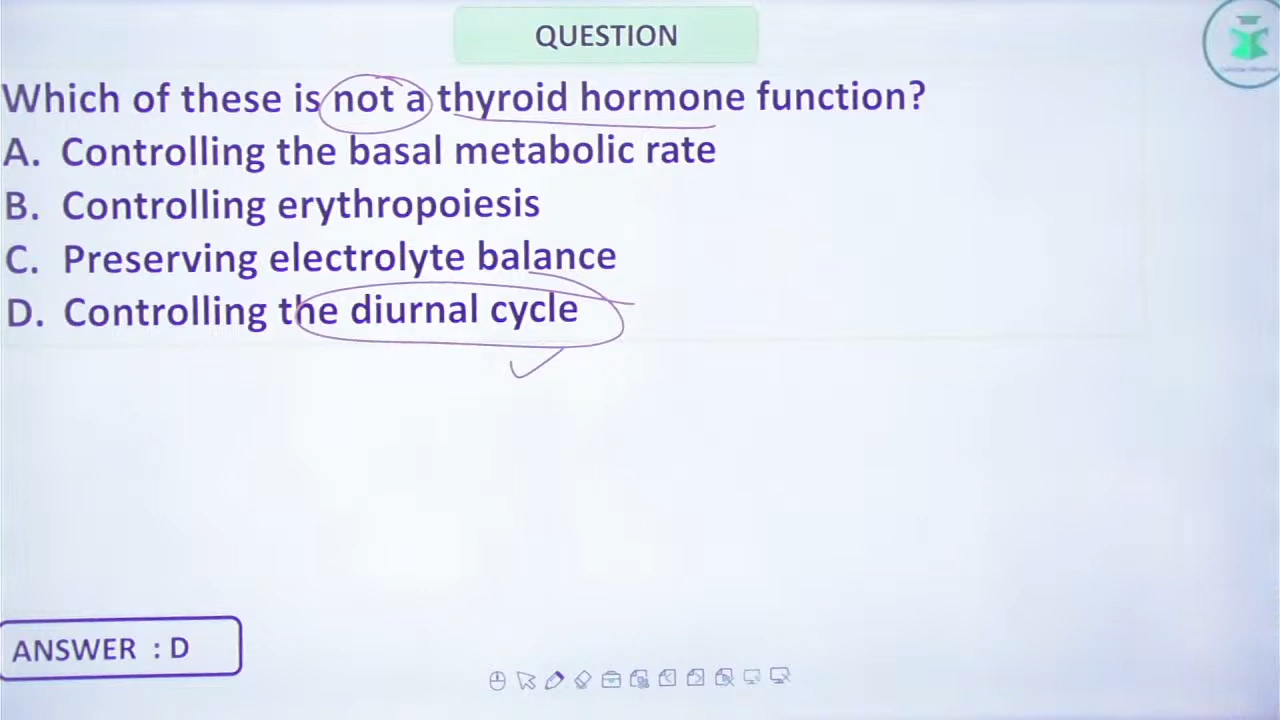 QUESTION
Which of these is not a thyroid hormone function?
A. Controlling the basal metabolic rate
B. Controlling erythropoiesis
C. Preserving electrolyte balance
D. Controlling the diurnal cycle
ANSWER : D